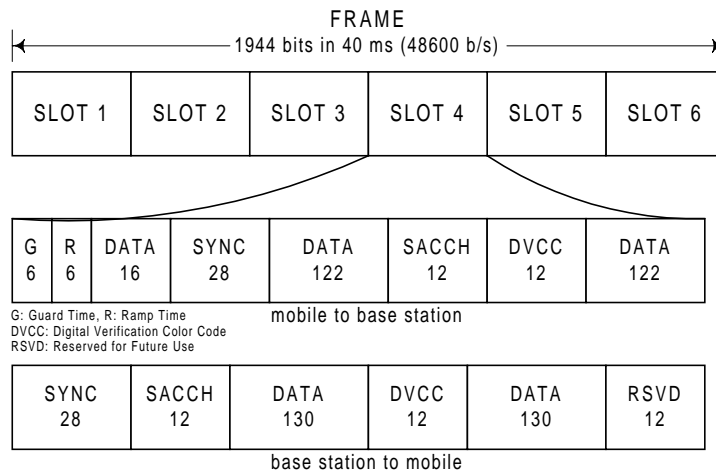 FRAME
1944 bits in 40 ms (48600 b/s)
SLOT 1 SLOT 2 SLOT 3 SLOT 4 SLOT 5 SLOT 6
G R DATA SYNC DATA SACCH DVCC DATA
6 6 16 28 122 12 12 122
G: Guard Time, R: Ramp Time
mobile to base station
DVCC: Digital Verification Color Code
RSVD: Reserved for Future Use
SYNC SACCH DATA DVCC DATA RSVD
28 12 130 12 130 12
base station to mobile